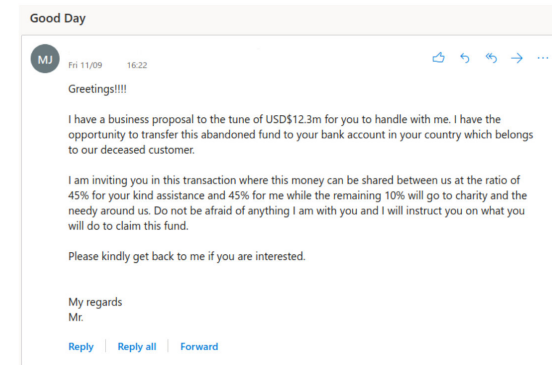 Good Day
MJ
Fri 11/09 16:22
Greetings!!!!
I have a business proposal to the tune of USD$12.3m for you to handle with me. I have the
opportunity to transfer this abandoned fund to your bank account in your country which belongs
to our deceased customer.
I am inviting you in this transaction where this money can be shared between us at the ratio of
45% for your kind assistance and 45% for me while the remaining 10% will go to charity and the
needy around us. Do not be afraid of anything I am with you and I will instruct you on what you
will do to claim this fund.
Please kindly get back to me if you are interested.
My regards
Mr.
Reply Reply all Forward